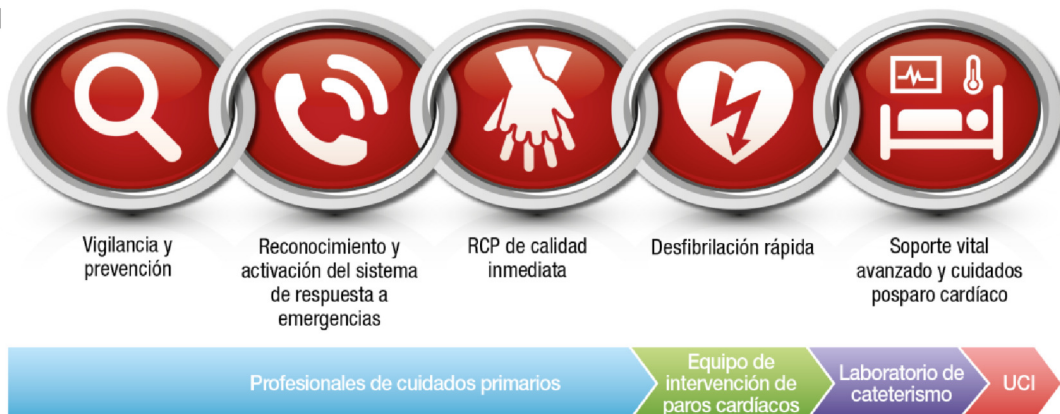 Vigilancia y
prevención
Reconocimiento y
activación del sistema
de respuesta a
emergencias
RCP de calidad
inmediata
Desfibrilación rápida
Soporte vital
avanzado y cuidados
posparo cardíaco
Profesionales de cuidados primarios
Equipo de
intervención de
paros cardíacos
Laboratorio de
cateterismo
UCI